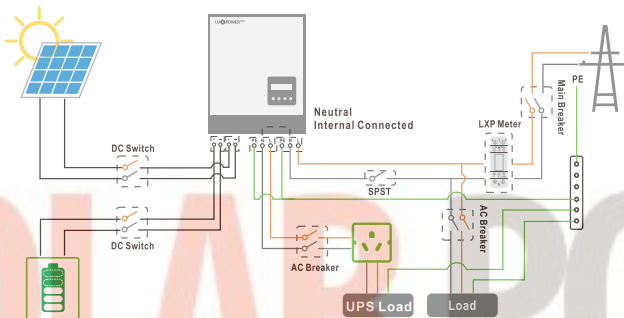 LUXPOWER
PE
Main Breaker
Neutral
Internal Connected
LXP Meter
DC Switch
SPST
AC Breaker
DC Switch
AC Breaker
UPS Load
Load